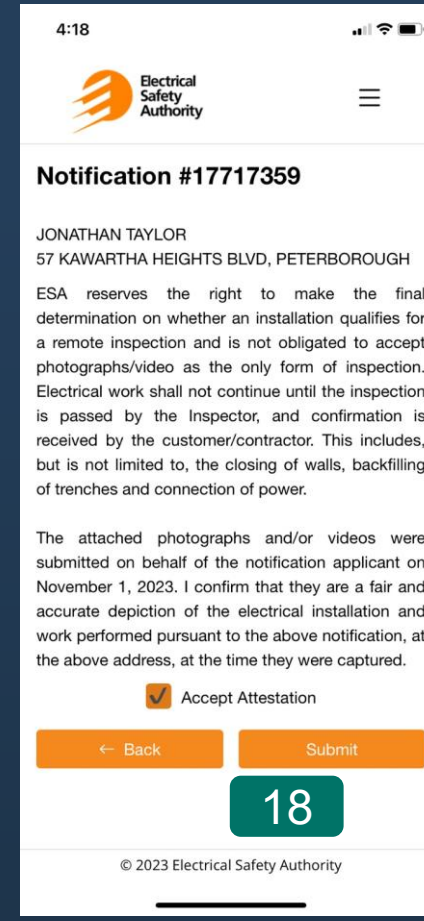 4:18
Electrical
Safety
Authority
Notification #17717359
JONATHAN TAYLOR
57 KAWARTHA HEIGHTS BLVD, PETERBOROUGH
ESA reserves the right to make the final
determination on whether an installation qualifies for
a remote inspection and is not obligated to accept
photographs/video as the only form of inspection.
Electrical work shall not continue until the inspection
is passed by the Inspector, and confirmation is
received by the customer/contractor. This includes,
but is not limited to, the closing of walls, backfilling
of trenches and connection of power.
The attached photographs and/or videos were
submitted on behalf of the notification applicant on
November 1, 2023. I confirm that they are a fair and
accurate depiction of the electrical installation and
work performed pursuant to the above notification, at
the above address, at the time they were captured.
Accept Attestation
← Back Submit
18
© 2023 Electrical Safety Authority